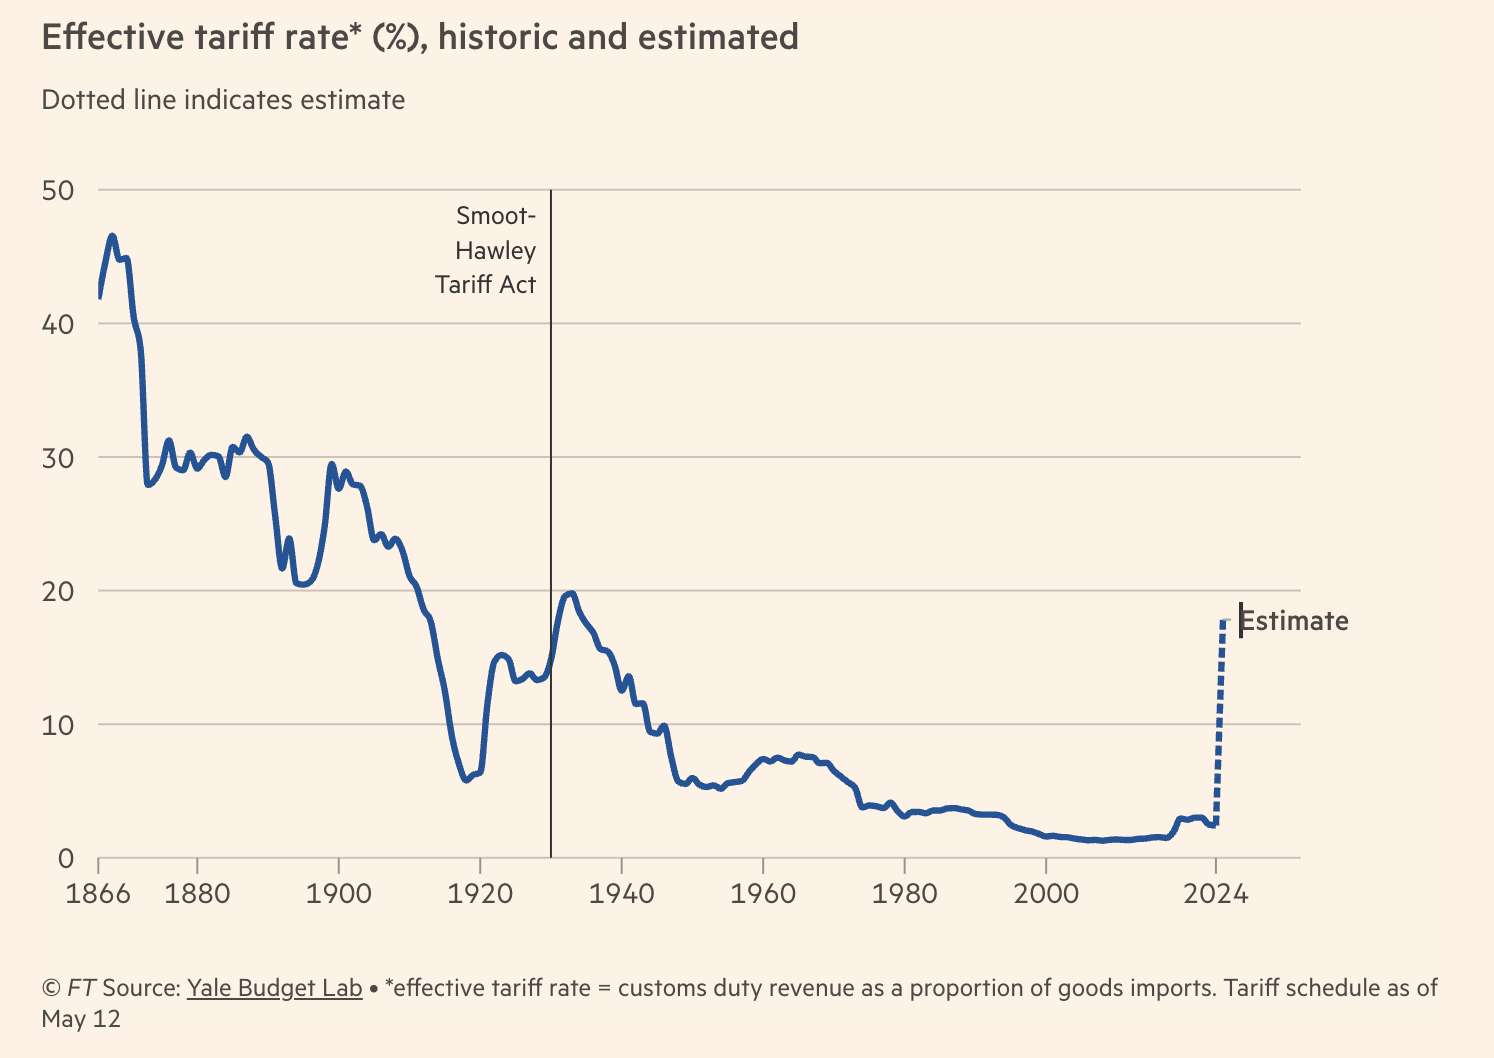 Effective tariff rate* (%), historic and estimated
Dotted line indicates estimate
50
Smoot-
Hawley
Tariff Act
40
30
20
Estimate
10
0
1866 1880 1900 1920 1940 1960 1980 2000 2024
© FT Source: Yale Budget Lab • *effective tariff rate = customs duty revenue as a proportion of goods imports. Tariff schedule as of
May 12